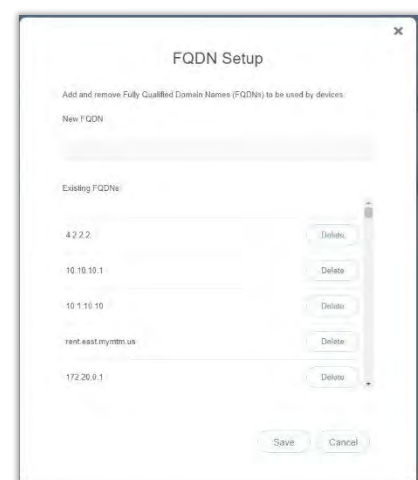 FQDN Setup
Add and remove Fully Qualified Domain Names (FQDNs) to be used by devices.
New FQDN
Existing FQDNs:
4.2.2.2
Delete
10.10.10.1
Delete
10.1.10.10
Delete
rent.east.mymtm.us
Delete
172.20.0.1
Delete
Save
Cancel